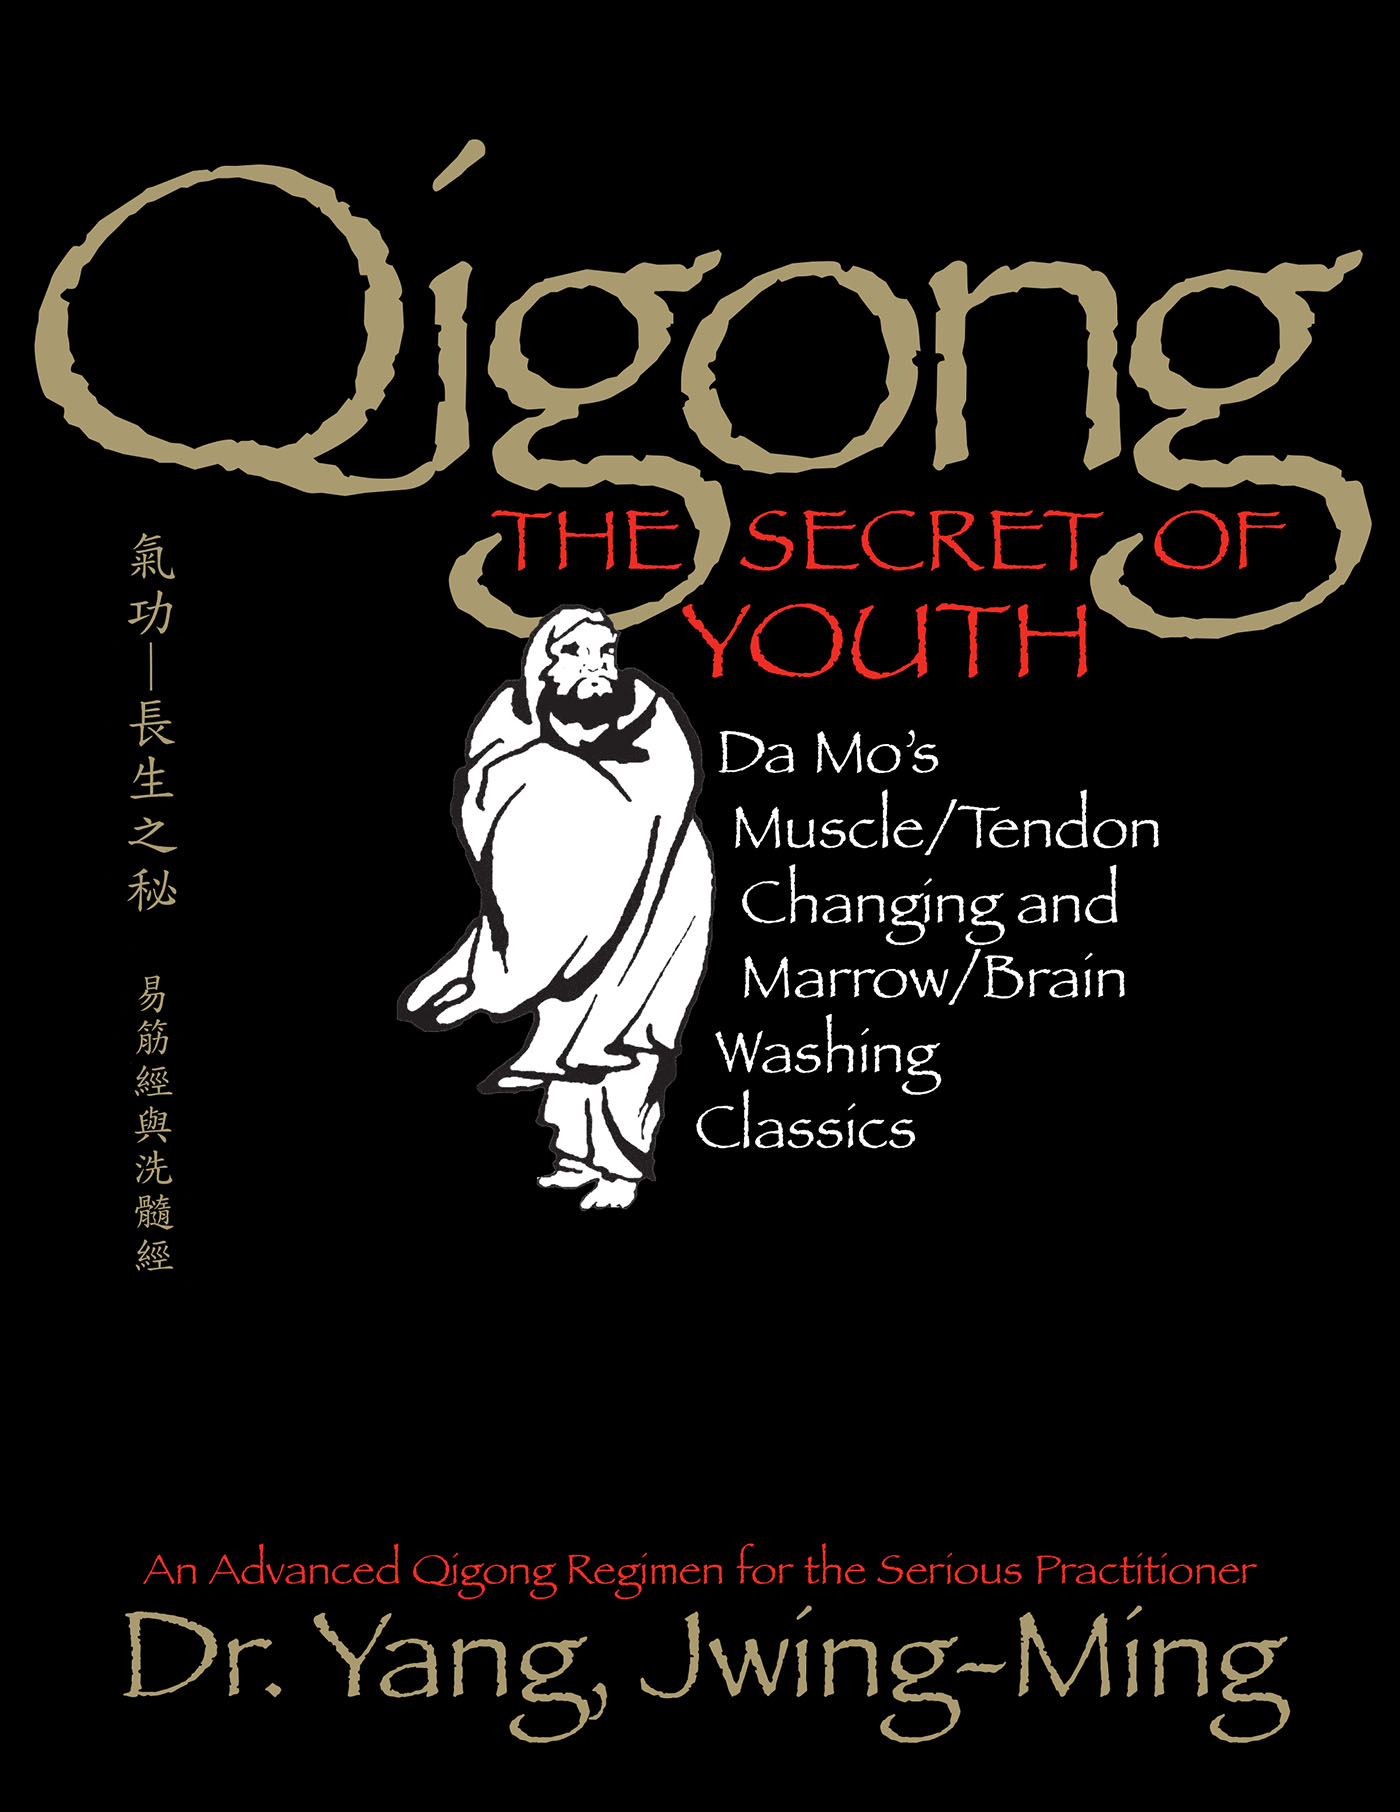 Qigong
THE SECRET OF
YOUTH
氣功—長生之秘
易筋經與洗髓經
Da Mo's
Muscle/Tendon
Changing and
Marrow/Brain
Washing
Classics
An Advanced Qigong Regimen for the Serious Practitioner
Dr. Yang, Jwing-Ming